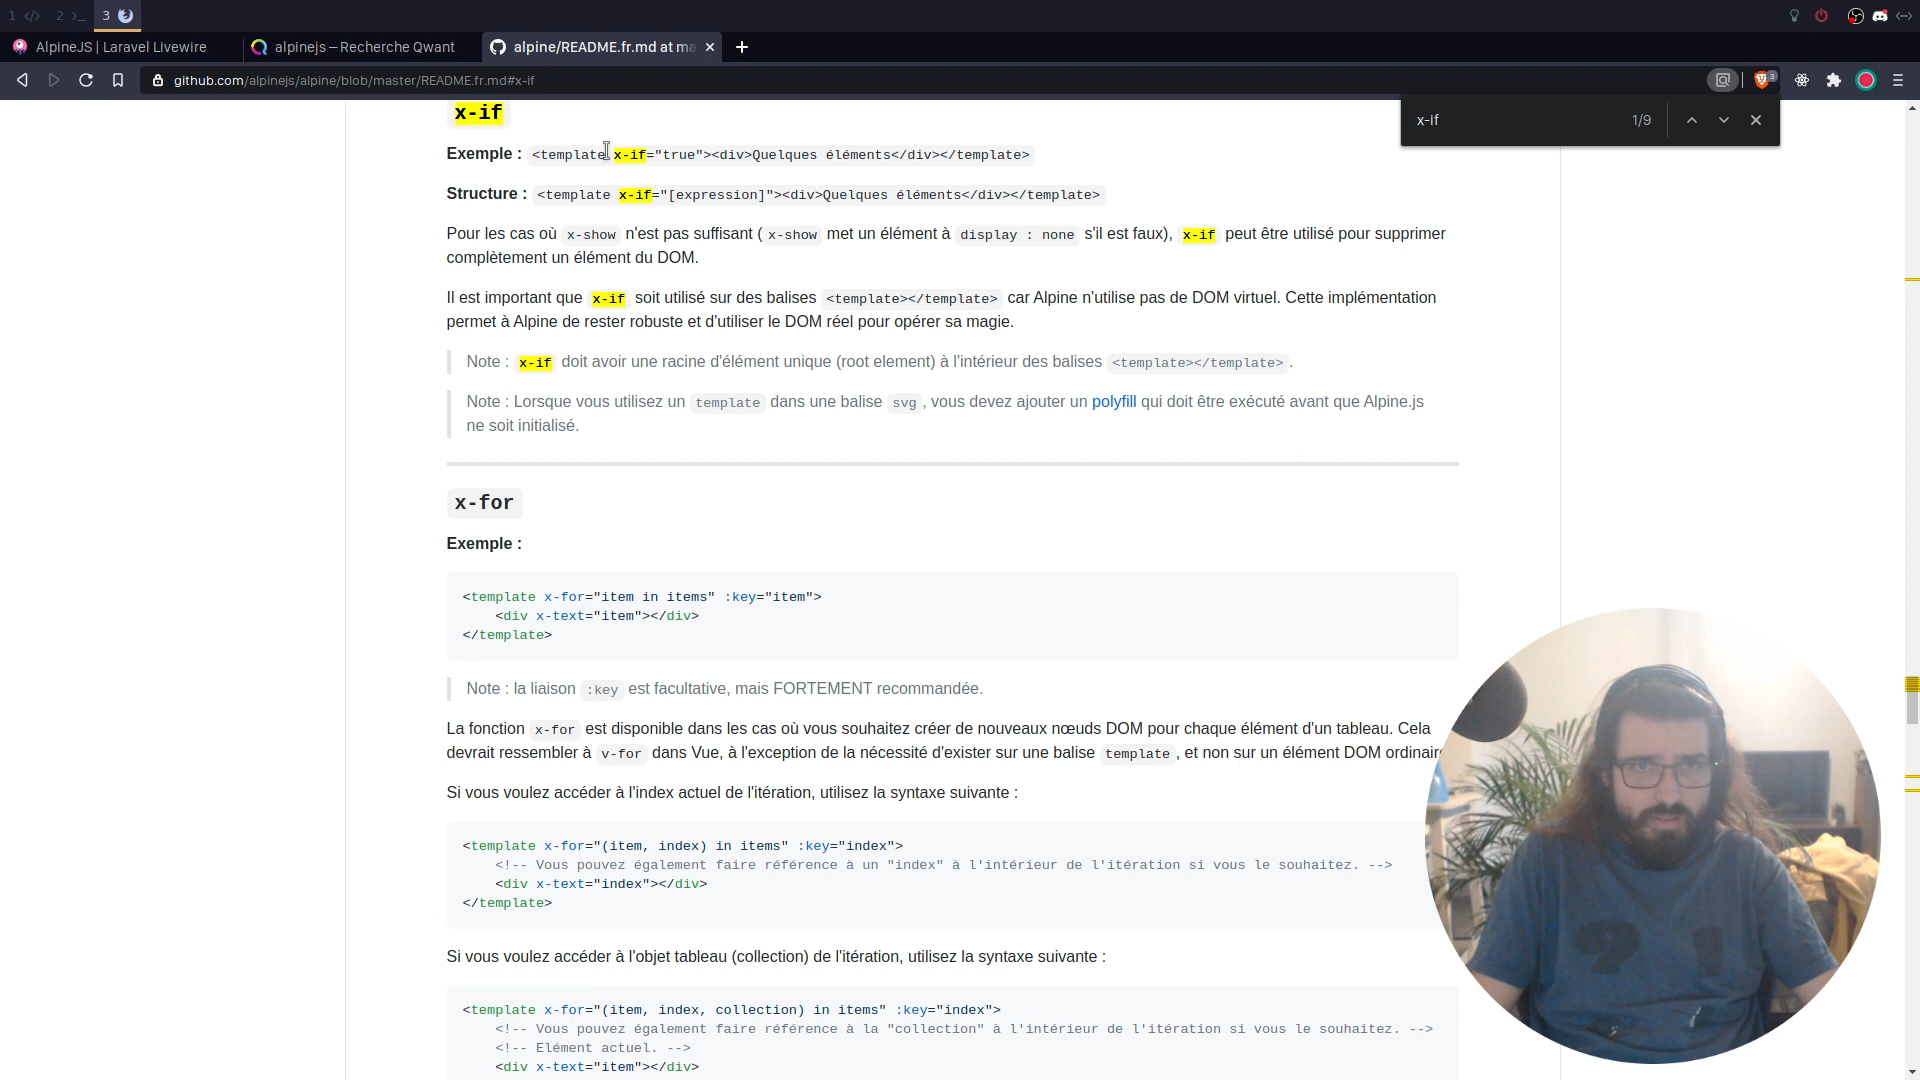 1 </> 2 >_ 3
AlpineJS | Laravel Livewire
alpinejs — Recherche Qwant
alpine/README.fr.md at ma
github.com/alpinejs/alpine/blob/master/README.fr.md#x-if
3
x-if
1/9
x-if
Exemple : <template x-if="true"><div>Quelques éléments</div></template>
Structure : <template x-if="[expression]"><div>Quelques éléments</div></template>
Pour les cas où x-show n'est pas suffisant ( x-show met un élément à display : none s'il est faux), x-if peut être utilisé pour supprimer
complètement un élément du DOM.
Il est important que x-if soit utilisé sur des balises <template></template> car Alpine n'utilise pas de DOM virtuel. Cette implémentation
permet à Alpine de rester robuste et d'utiliser le DOM réel pour opérer sa magie.
Note : x-if doit avoir une racine d'élément unique (root element) à l'intérieur des balises <template></template> .
Note : Lorsque vous utilisez un template dans une balise svg , vous devez ajouter un polyfill qui doit être exécuté avant que Alpine.js
ne soit initialisé.
x-for
Exemple :
<template x-for="item in items" :key="item">
<div x-text="item"></div>
</template>
Note : la liaison :key est facultative, mais FORTEMENT recommandée.
La fonction x-for est disponible dans les cas où vous souhaitez créer de nouveaux nœuds DOM pour chaque élément d'un tableau. Cela
devrait ressembler à v-for dans Vue, à l'exception de la nécessité d'exister sur une balise template , et non sur un élément DOM ordinaire
Si vous voulez accéder à l'index actuel de l'itération, utilisez la syntaxe suivante :
<template x-for="(item, index) in items" :key="index">
<!-- Vous pouvez également faire référence à un "index" à l'intérieur de l'itération si vous le souhaitez. -->
<div x-text="index"></div>
</template>
Si vous voulez accéder à l'objet tableau (collection) de l'itération, utilisez la syntaxe suivante :
<template x-for="(item, index, collection) in items" :key="index">
<!-- Vous pouvez également faire référence à la "collection" à l'intérieur de l'itération si vous le souhaitez. -->
<!-- Elément actuel. -->
<div x-text="item"></div>